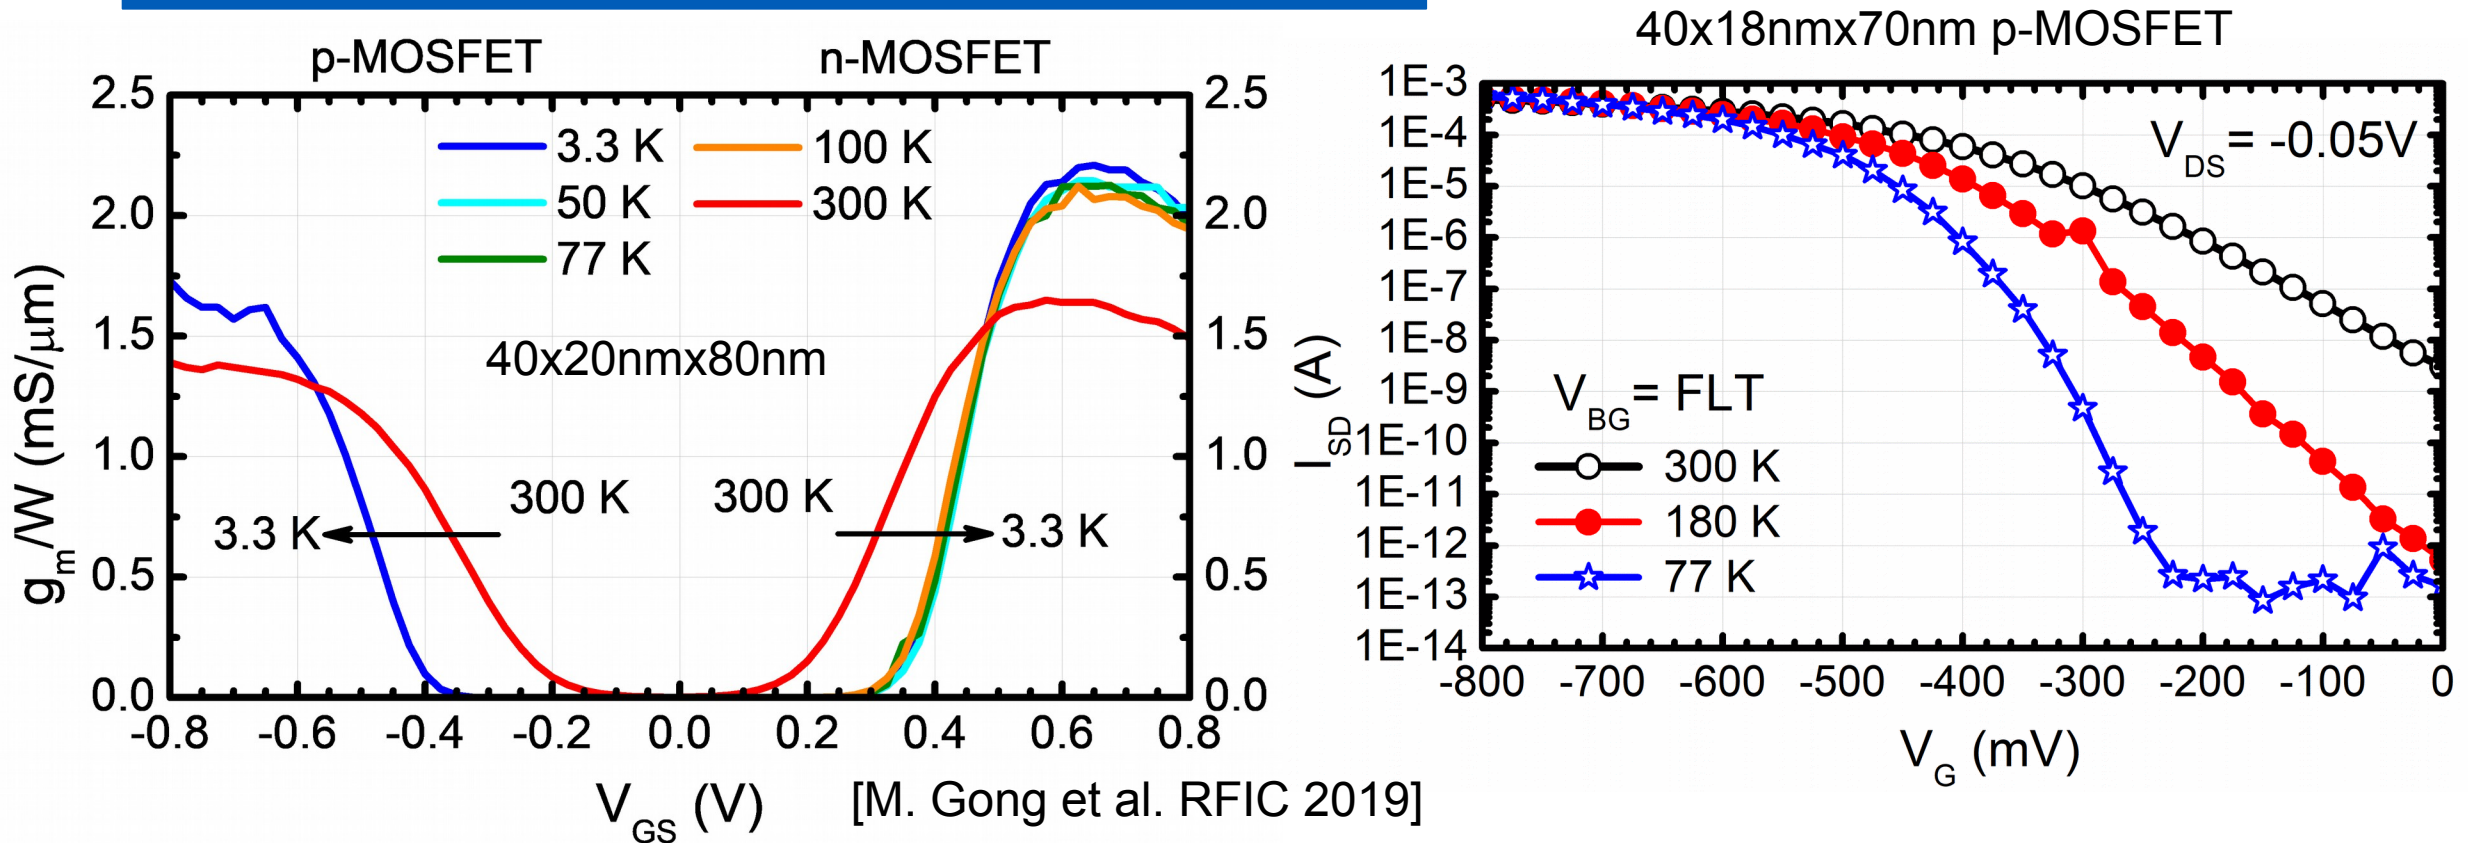 p-MOSFET
n-MOSFET
2.5
2.0
1.5
1.0
0.5
0.0
g_m/W (mS/μm)
3.3 K
50 K
77 K
100 K
300 K
40x20nmx80nm
3.3 K
300 K
300 K
3.3 K
2.5
2.0
1.5
1.0
0.5
0.0
-0.8 -0.6 -0.4 -0.2 0.0 0.2 0.4 0.6 0.8
V_GS (V)
[M. Gong et al. RFIC 2019]
40x18nmx70nm p-MOSFET
1E-3
1E-4
1E-5
1E-6
1E-7
1E-8
1E-9
1E-10
1E-11
1E-12
1E-13
1E-14
I_SD (A)
V_DS= -0.05V
V_BG= FLT
300 K
180 K
77 K
-800 -700 -600 -500 -400 -300 -200 -100 0
V_G (mV)